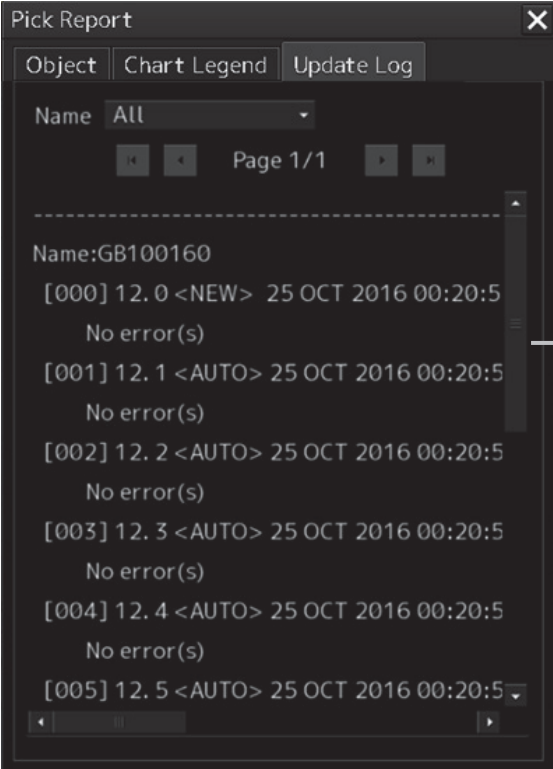 Pick Report
Object Chart Legend Update Log
Name All
Page 1/1
--------------------------------------------------
Name:GB100160
[000] 12.0 <NEW> 25 OCT 2016 00:20:5
No error(s)
[001] 12.1 <AUTO> 25 OCT 2016 00:20:5
No error(s)
[002] 12.2 <AUTO> 25 OCT 2016 00:20:5
No error(s)
[003] 12.3 <AUTO> 25 OCT 2016 00:20:5
No error(s)
[004] 12.4 <AUTO> 25 OCT 2016 00:20:5
No error(s)
[005] 12.5 <AUTO> 25 OCT 2016 00:20:5